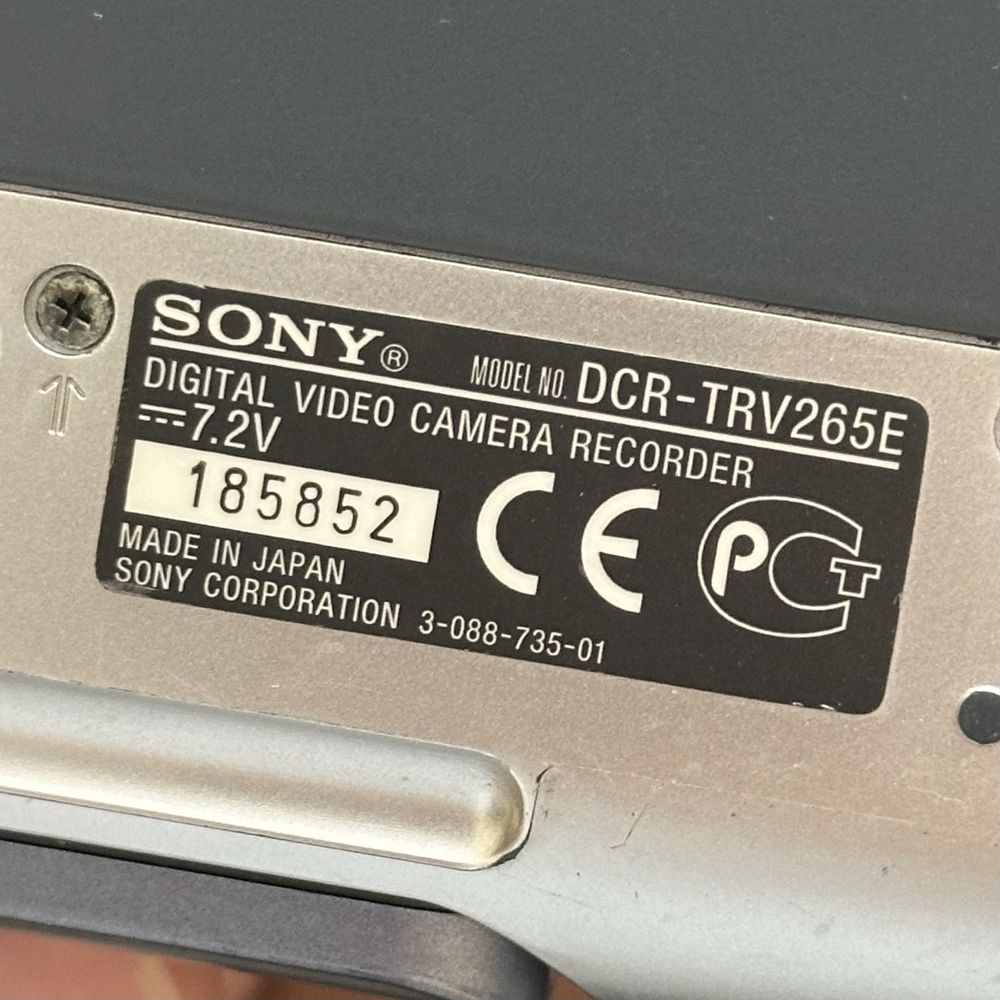 SONY® MODEL NO. DCR-TRV265E
DIGITAL VIDEO CAMERA RECORDER
⎓7.2V
185852
CE
PCT
MADE IN JAPAN
SONY CORPORATION 3-088-735-01